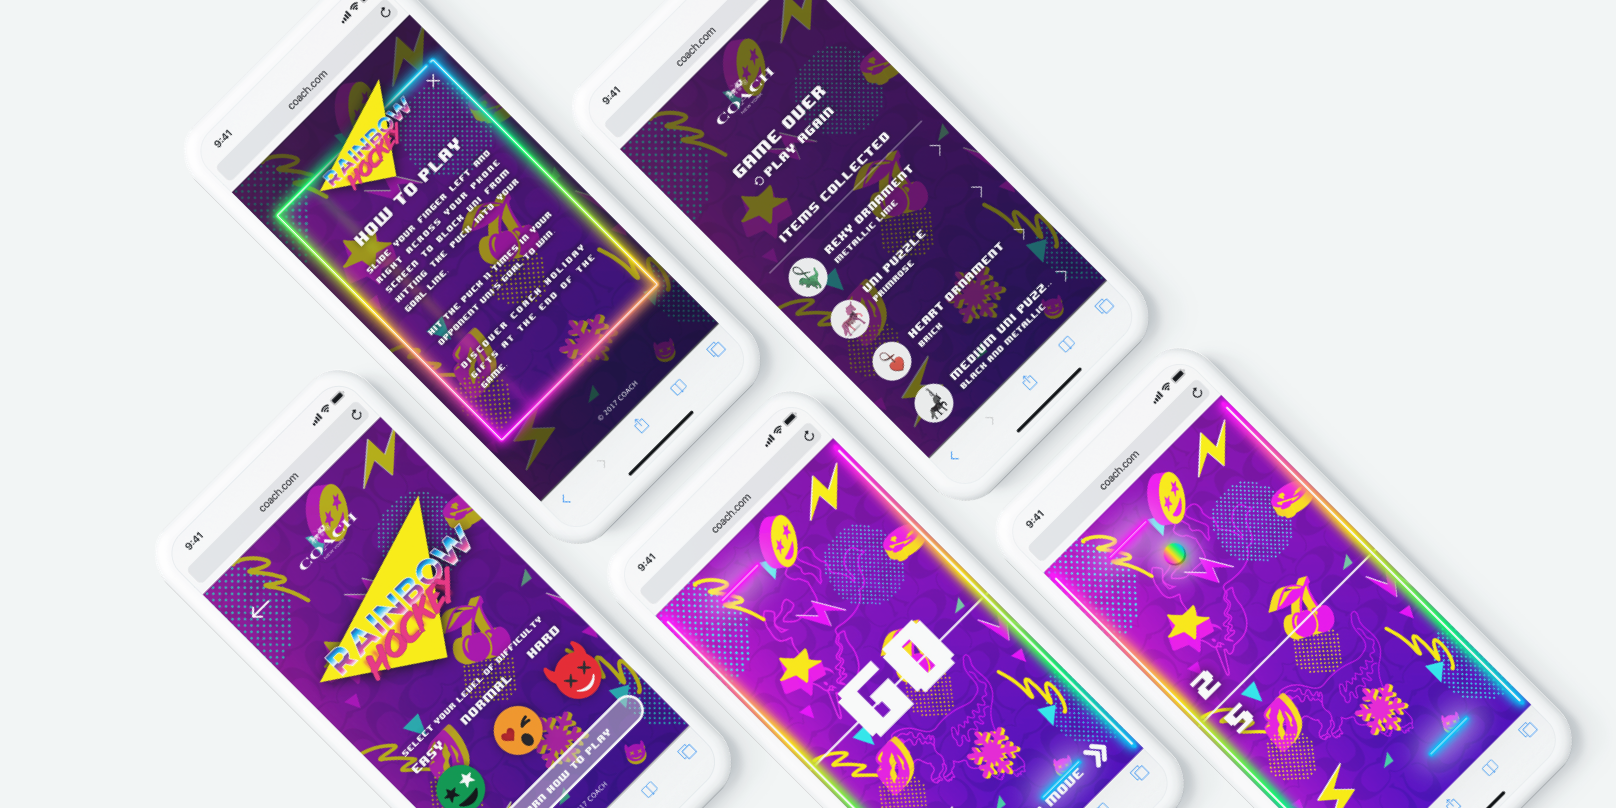 9:41
coach.com
RAINBOW
HOCKEY
HOW TO PLAY
SLIDE YOUR FINGER LEFT AND
RIGHT ACROSS YOUR PHONE
SCREEN TO BLOCK UNI FROM
HITTING THE PUCK INTO YOUR
GOAL LINE.
HIT THE PUCK 11 TIMES IN YOUR
OPPONENT UNI'S GOAL TO WIN.
DISCOVER COACH HOLIDAY
GIFTS AT THE END OF THE
GAME.
© 2017 COACH
9:41
coach.com
COACH
NEW YORK
GAME OVER
PLAY AGAIN
ITEMS COLLECTED
REXY ORNAMENT
METALLIC LIME
UNI PUZZLE
PRIMROSE
HEART ORNAMENT
BRICK
MEDIUM UNI PUZZ...
BLACK AND METALLIC...
9:41
coach.com
COACH
RAINBOW
HOCKEY
SELECT YOUR LEVEL OF DIFFICULTY
EASY
NORMAL
HARD
HOW TO PLAY
COACH
9:41
coach.com
GO
MOVE
9:41
coach.com
2
5